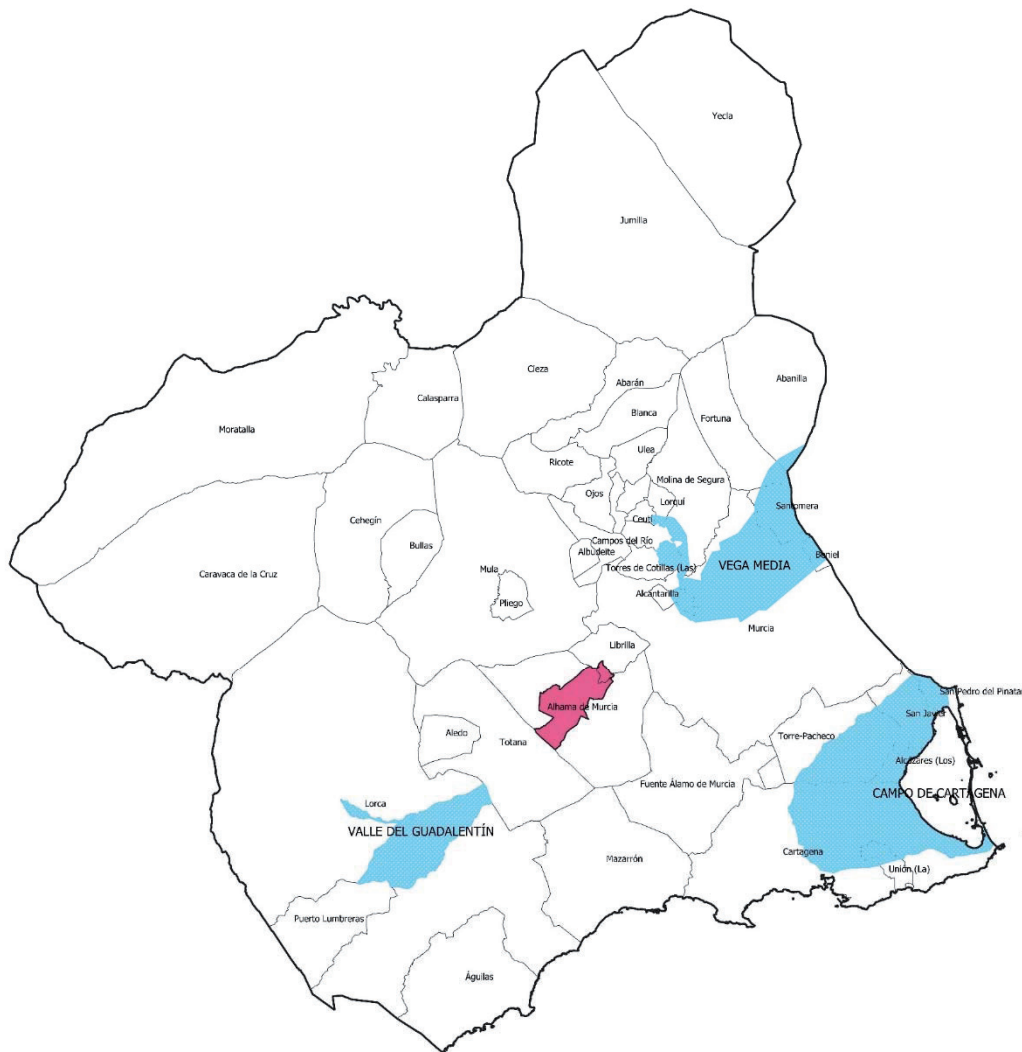 Yecla
Jumilla
Cieza
Abarán
Abanilla
Calasparra
Blanca
Fortuna
Moratalla
Ulea
Ricote
Molina de Segura
Ojos
Lorquí
Santomera
Ceutí
Cehegín
Campos del Río
Bullas
Albudeite
Beniel
Torres de Cotillas (Las)
VEGA MEDIA
Mula
Caravaca de la Cruz
Alcantarilla
Pliego
Murcia
Librilla
San Pedro del Pinata
Alhama de Murcia
San Javier
Aledo
Totana
Torre-Pacheco
Alcázares (Los)
Fuente Álamo de Murcia
CAMPO DE CARTAGENA
Lorca
VALLE DEL GUADALENTÍN
Cartagena
Mazarrón
Unión (La)
Puerto Lumbreras
Águilas